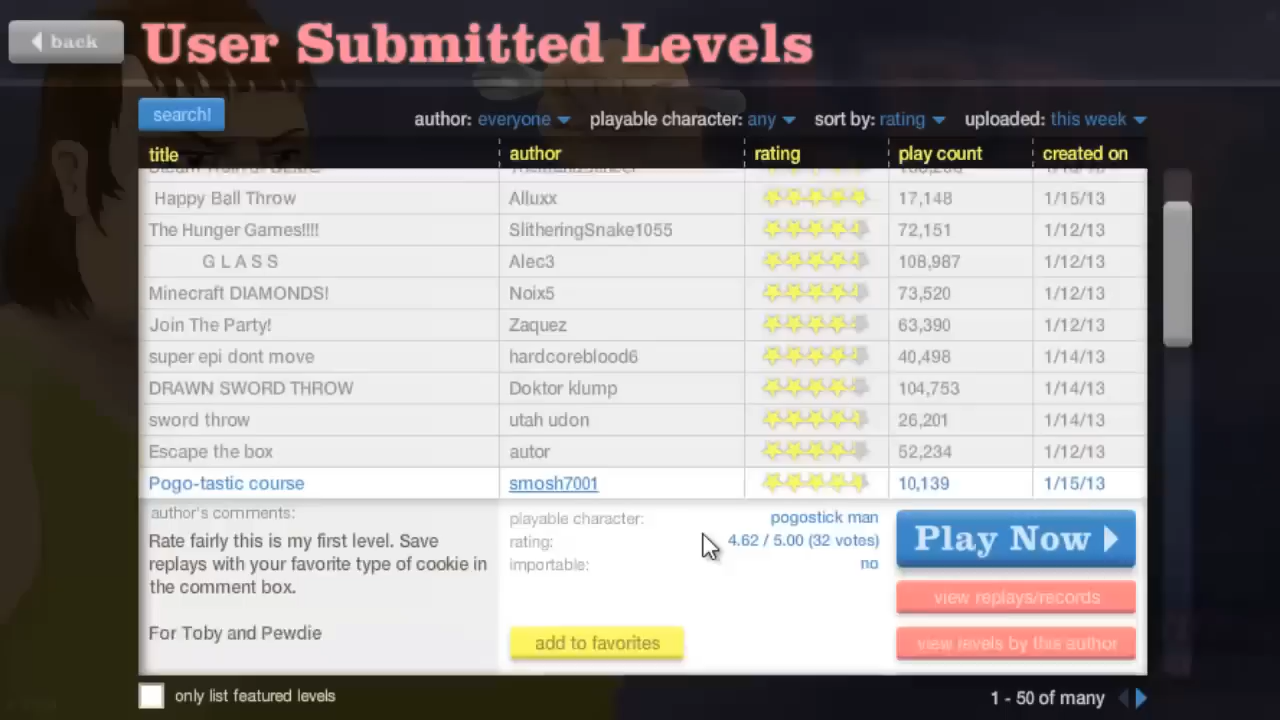 back
User Submitted Levels
search!
author: everyone
playable character: any
sort by: rating
uploaded: this week
title author rating play count created on
Happy Ball Throw Alluxx 17,148 1/15/13
The Hunger Games!!!! SlitheringSnake1055 72,151 1/12/13
G L A S S Alec3 108,987 1/12/13
Minecraft DIAMONDS! Noix5 73,520 1/12/13
Join The Party! Zaquez 63,390 1/12/13
super epi dont move hardcoreblood6 40,498 1/14/13
DRAWN SWORD THROW Doktor klump 104,753 1/14/13
sword throw utah udon 26,201 1/14/13
Escape the box autor 52,234 1/12/13
Pogo-tastic course smosh7001 10,139 1/15/13
author's comments:
Rate fairly this is my first level. Save
replays with your favorite type of cookie in
the comment box.
For Toby and Pewdie
playable character: pogostick man
rating: 4.62 / 5.00 (32 votes)
importable: no
add to favorites
Play Now
view replays/records
view levels by this author
only list featured levels
1 - 50 of many